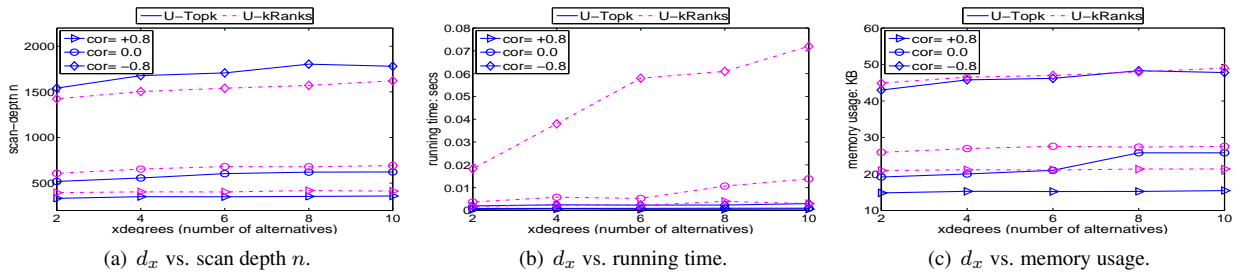 U-Topk U-kRanks
cor= +0.8
cor= 0.0
cor= -0.8
2000
1500
1000
500
scan-depth n
2 4 6 8 10
xdegrees (number of alternatives)
(a) dx vs. scan depth n.
U-Topk U-kRanks
cor= +0.8
cor= 0.0
cor= -0.8
0.08
0.07
0.06
0.05
0.04
0.03
0.02
0.01
0
running time: secs
2 4 6 8 10
xdegrees (number of alternatives)
(b) dx vs. running time.
U-Topk U-kRanks
cor= +0.8
cor= 0.0
cor= -0.8
60
50
40
30
20
10
memory usage: KB
2 4 6 8 10
xdegrees (number of alternatives)
(c) dx vs. memory usage.